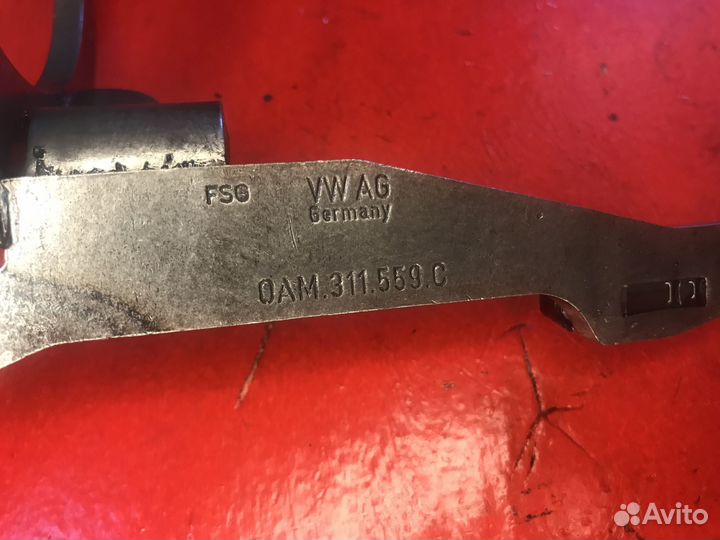 FSG
VW AG
Germany
0AM.311.559.C
Avito